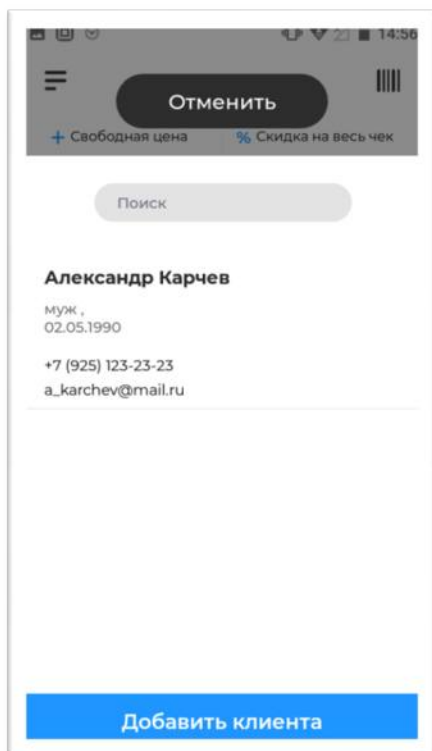 14:56
Отменить
+ Свободная цена
% Скидка на весь чек
Поиск
Александр Карчев
муж ,
02.05.1990
+7 (925) 123-23-23
a_karchev@mail.ru
Добавить клиента